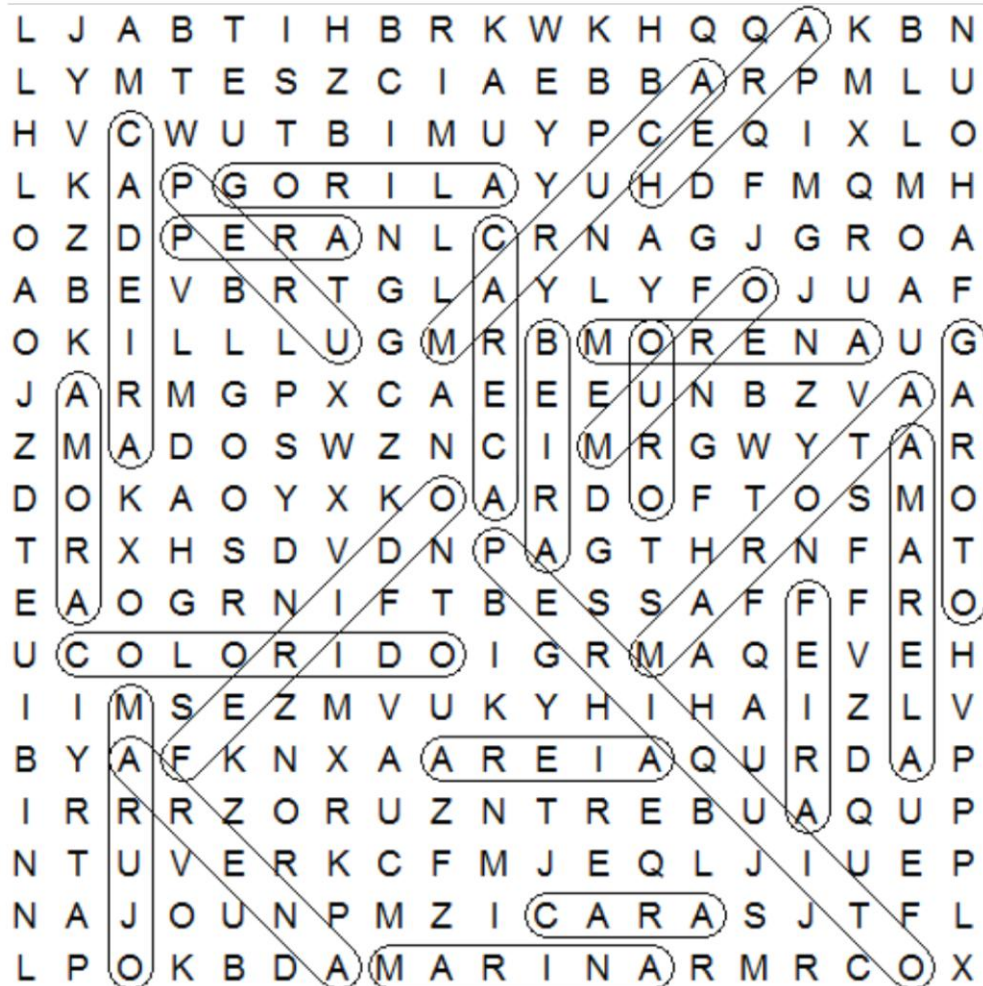 L J A B T I H B R K W K H Q Q A K B N
L Y M T E S Z C I A E B B A R P M L U
H V C W U T B I M U Y P C E Q I X L O
L K A P G O R I L A Y U H D F M Q M H
O Z D P E R A N L C R N A G J G R O A
A B E V B R T G L A Y L Y F O J U A F
O K I L L L U G M R B M O R E N A U G
J A R M G P X C A E E E U N B Z V A A
Z M A D O S W Z N C I M R G W Y T A R
D O K A O Y X K O A R D O F T O S M O
T R X H S D V D N P A G T H R N F A T
E A O G R N I F T B E S S A F F F R O
U C O L O R I D O I G R M A Q E V E H
I I M S E Z M V U K Y H I H A I Z L V
B Y A F K N X A A R E I A Q U R D A P
I R R R Z O R U Z N T R E B U A Q U P
N T U V E R K C F M J E Q L J I U E P
N A J O U N P M Z I C A R A S J T F L
L P O K B D A M A R I N A R M R C O X